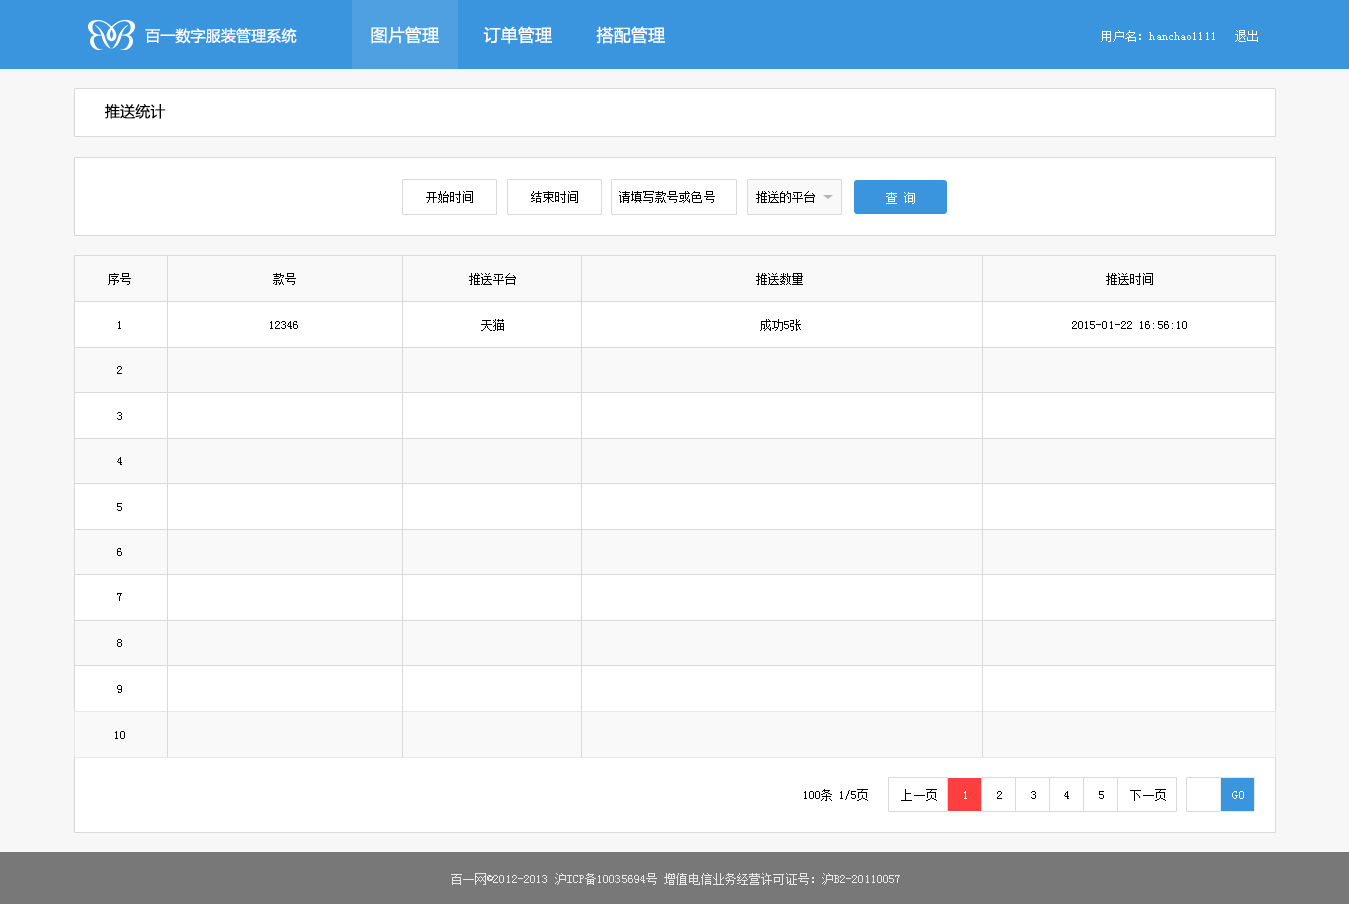 百一数字服装管理系统 图片管理 订单管理 搭配管理 用户名: hanchao1111 退出
推送统计
开始时间 结束时间 请填写款号或色号 推送的平台 查 询
序号 款号 推送平台 推送数里 推送时间
1 12346 天猫 成功5张 2015-01-22 16:56:10
2
3
4
5
6
7
8
9
10
100条 1/5页 上一页 1 2 3 4 5 下一页 GO
百一网©2012-2013 沪ICP备10035694号 增值电信业务经营许可证号: 沪B2-20110057